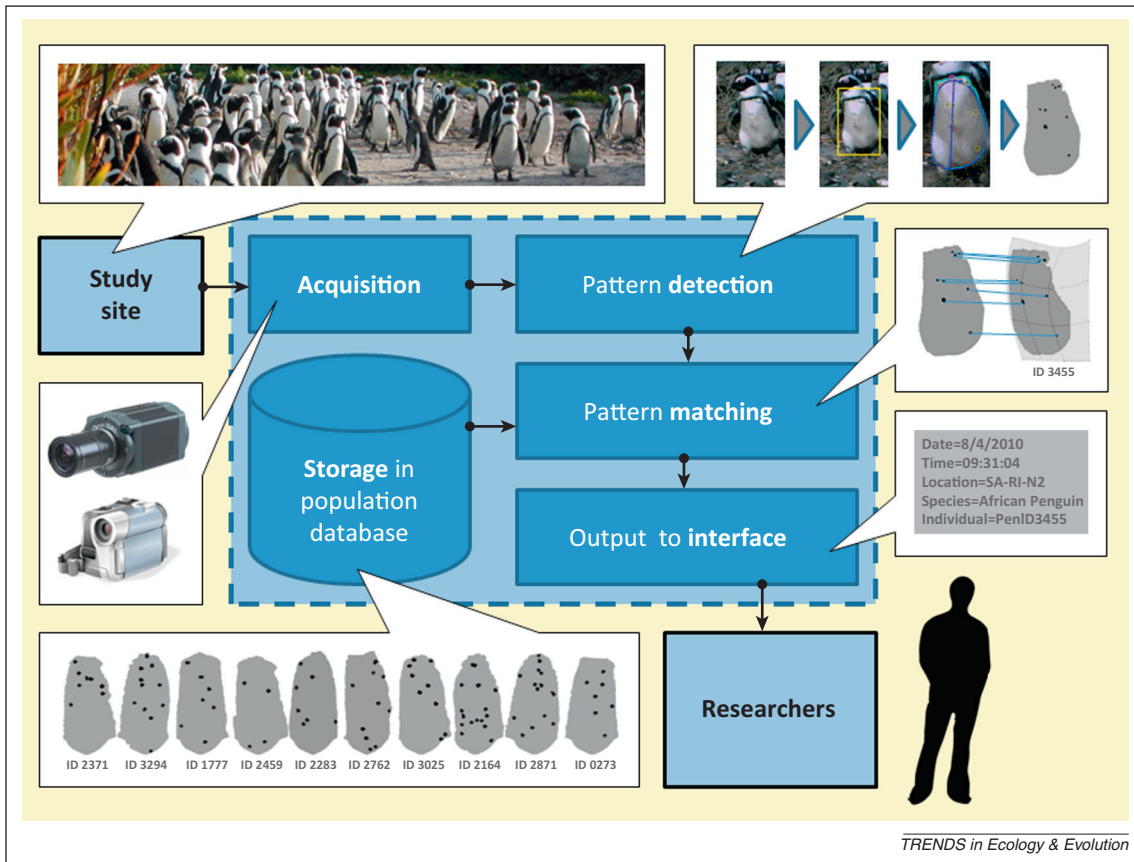 Study
site
Acquisition
Pattern detection
ID 3455
Storage in
population
database
Pattern matching
Date=8/4/2010
Time=09:31:04
Location=SA-RI-N2
Species=African Penguin
Individual=PenID3455
Output to interface
ID 2371 ID 3294 ID 1777 ID 2459 ID 2283 ID 2762 ID 3025 ID 2164 ID 2871 ID 0273
Researchers
TRENDS in Ecology & Evolution